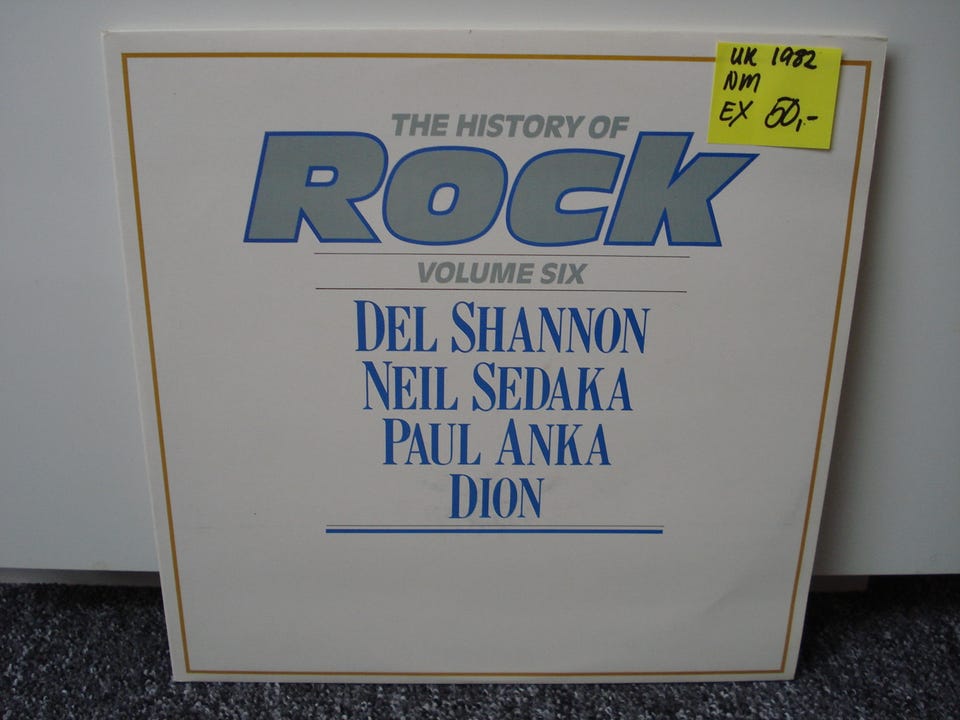 UK 1982
NM
EX 50,-
THE HISTORY OF
ROCK
VOLUME SIX
DEL SHANNON
NEIL SEDAKA
PAUL ANKA
DION